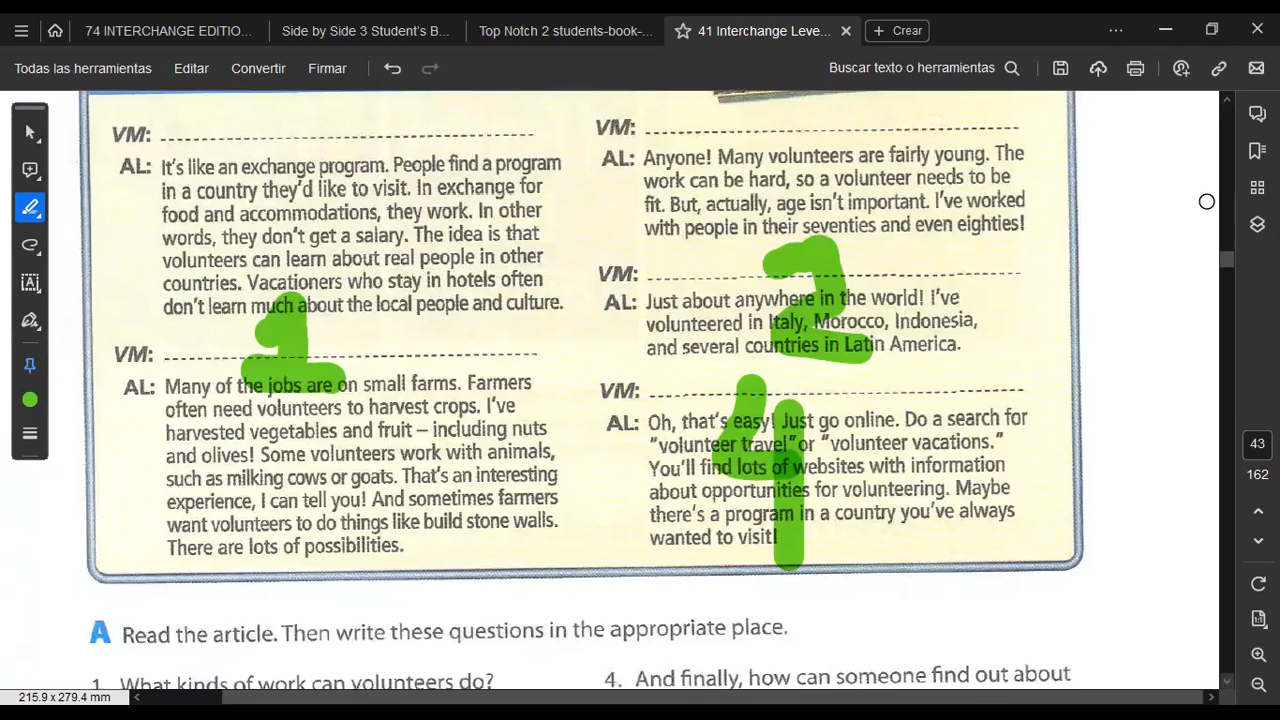 74 INTERCHANGE EDITIO...
Side by Side 3 Student's B...
Top Notch 2 students-book-...
41 Interchange Leve...
+ Crear
Todas las herramientas
Editar
Convertir
Firmar
Buscar texto o herramientas
VM:
AL: It's like an exchange program. People find a program
in a country they'd like to visit. In exchange for
food and accommodations, they work. In other
words, they don't get a salary. The idea is that
volunteers can learn about real people in other
countries. Vacationers who stay in hotels often
don't learn much about the local people and culture.
1
VM:
AL: Many of the jobs are on small farms. Farmers
often need volunteers to harvest crops. I've
harvested vegetables and fruit – including nuts
and olives! Some volunteers work with animals,
such as milking cows or goats. That's an interesting
experience, I can tell you! And sometimes farmers
want volunteers to do things like build stone walls.
There are lots of possibilities.
VM:
AL: Anyone! Many volunteers are fairly young. The
work can be hard, so a volunteer needs to be
fit. But, actually, age isn't important. I've worked
with people in their seventies and even eighties!
2
VM:
AL: Just about anywhere in the world! I've
volunteered in Italy, Morocco, Indonesia,
and several countries in Latin America.
4
VM:
AL: Oh, that's easy! Just go online. Do a search for
"volunteer travel" or "volunteer vacations."
You'll find lots of websites with information
about opportunities for volunteering. Maybe
there's a program in a country you've always
wanted to visit!
A Read the article. Then write these questions in the appropriate place.
1. What kinds of work can volunteers do?
4. And finally, how can someone find out about
43
162
215.9 x 279.4 mm